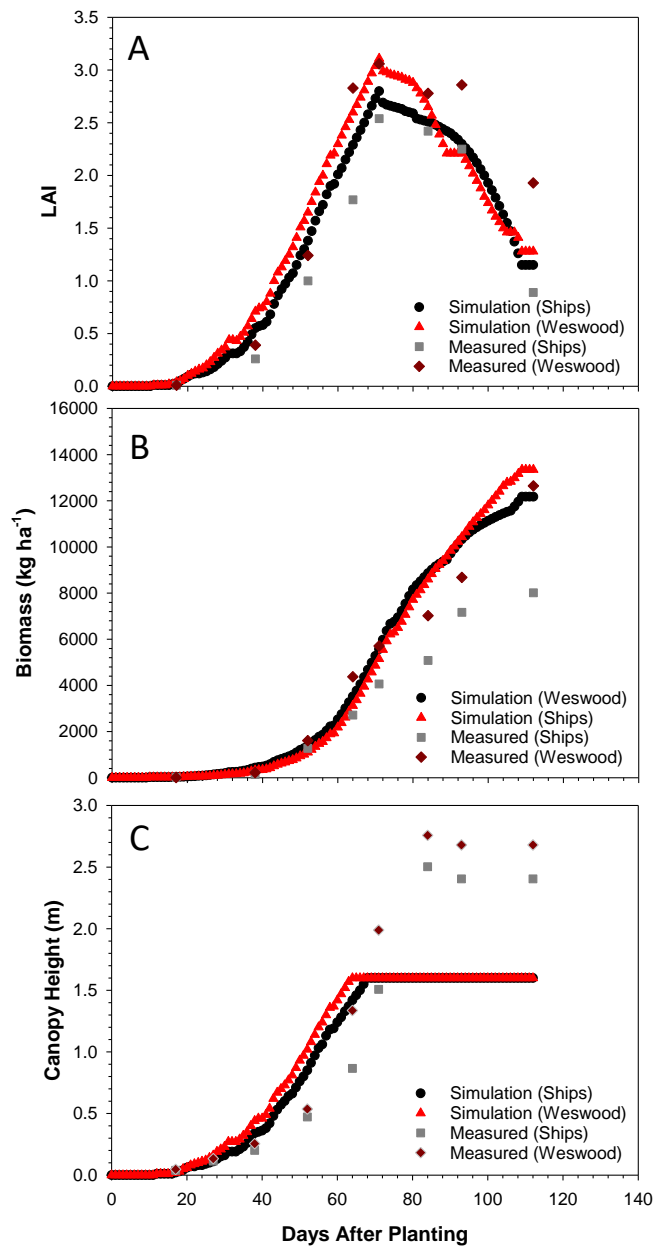 A
LAI
3.5
3.0
2.5
2.0
1.5
1.0
0.5
0.0
Simulation (Ships)
Simulation (Weswood)
Measured (Ships)
Measured (Weswood)
B
Biomass (kg ha⁻¹)
16000
14000
12000
10000
8000
6000
4000
2000
0
Simulation (Weswood)
Simulation (Ships)
Measured (Ships)
Measured (Weswood)
C
Canopy Height (m)
3.0
2.5
2.0
1.5
1.0
0.5
0.0
Simulation (Ships)
Simulation (Weswood)
Measured (Ships)
Measured (Weswood)
0 20 40 60 80 100 120 140
Days After Planting